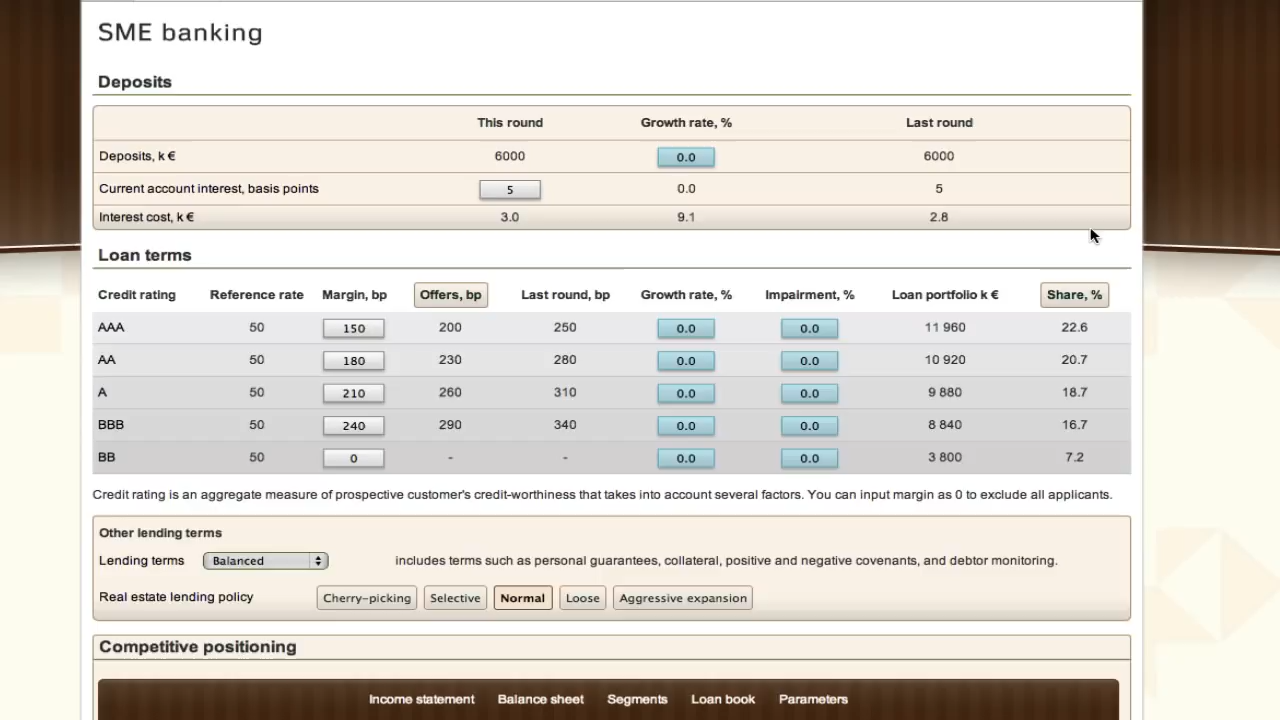 SME banking
Deposits
This round Growth rate, % Last round
Deposits, k € 6000 0.0 6000
Current account interest, basis points 5 0.0 5
Interest cost, k € 3.0 9.1 2.8
Loan terms
Credit rating Reference rate Margin, bp Offers, bp Last round, bp Growth rate, % Impairment, % Loan portfolio k € Share, %
AAA 50 150 200 250 0.0 0.0 11 960 22.6
AA 50 180 230 280 0.0 0.0 10 920 20.7
A 50 210 260 310 0.0 0.0 9 880 18.7
BBB 50 240 290 340 0.0 0.0 8 840 16.7
BB 50 0 - - 0.0 0.0 3 800 7.2
Credit rating is an aggregate measure of prospective customer's credit-worthiness that takes into account several factors. You can input margin as 0 to exclude all applicants.
Other lending terms
Lending terms Balanced includes terms such as personal guarantees, collateral, positive and negative covenants, and debtor monitoring.
Real estate lending policy Cherry-picking Selective Normal Loose Aggressive expansion
Competitive positioning
Income statement Balance sheet Segments Loan book Parameters